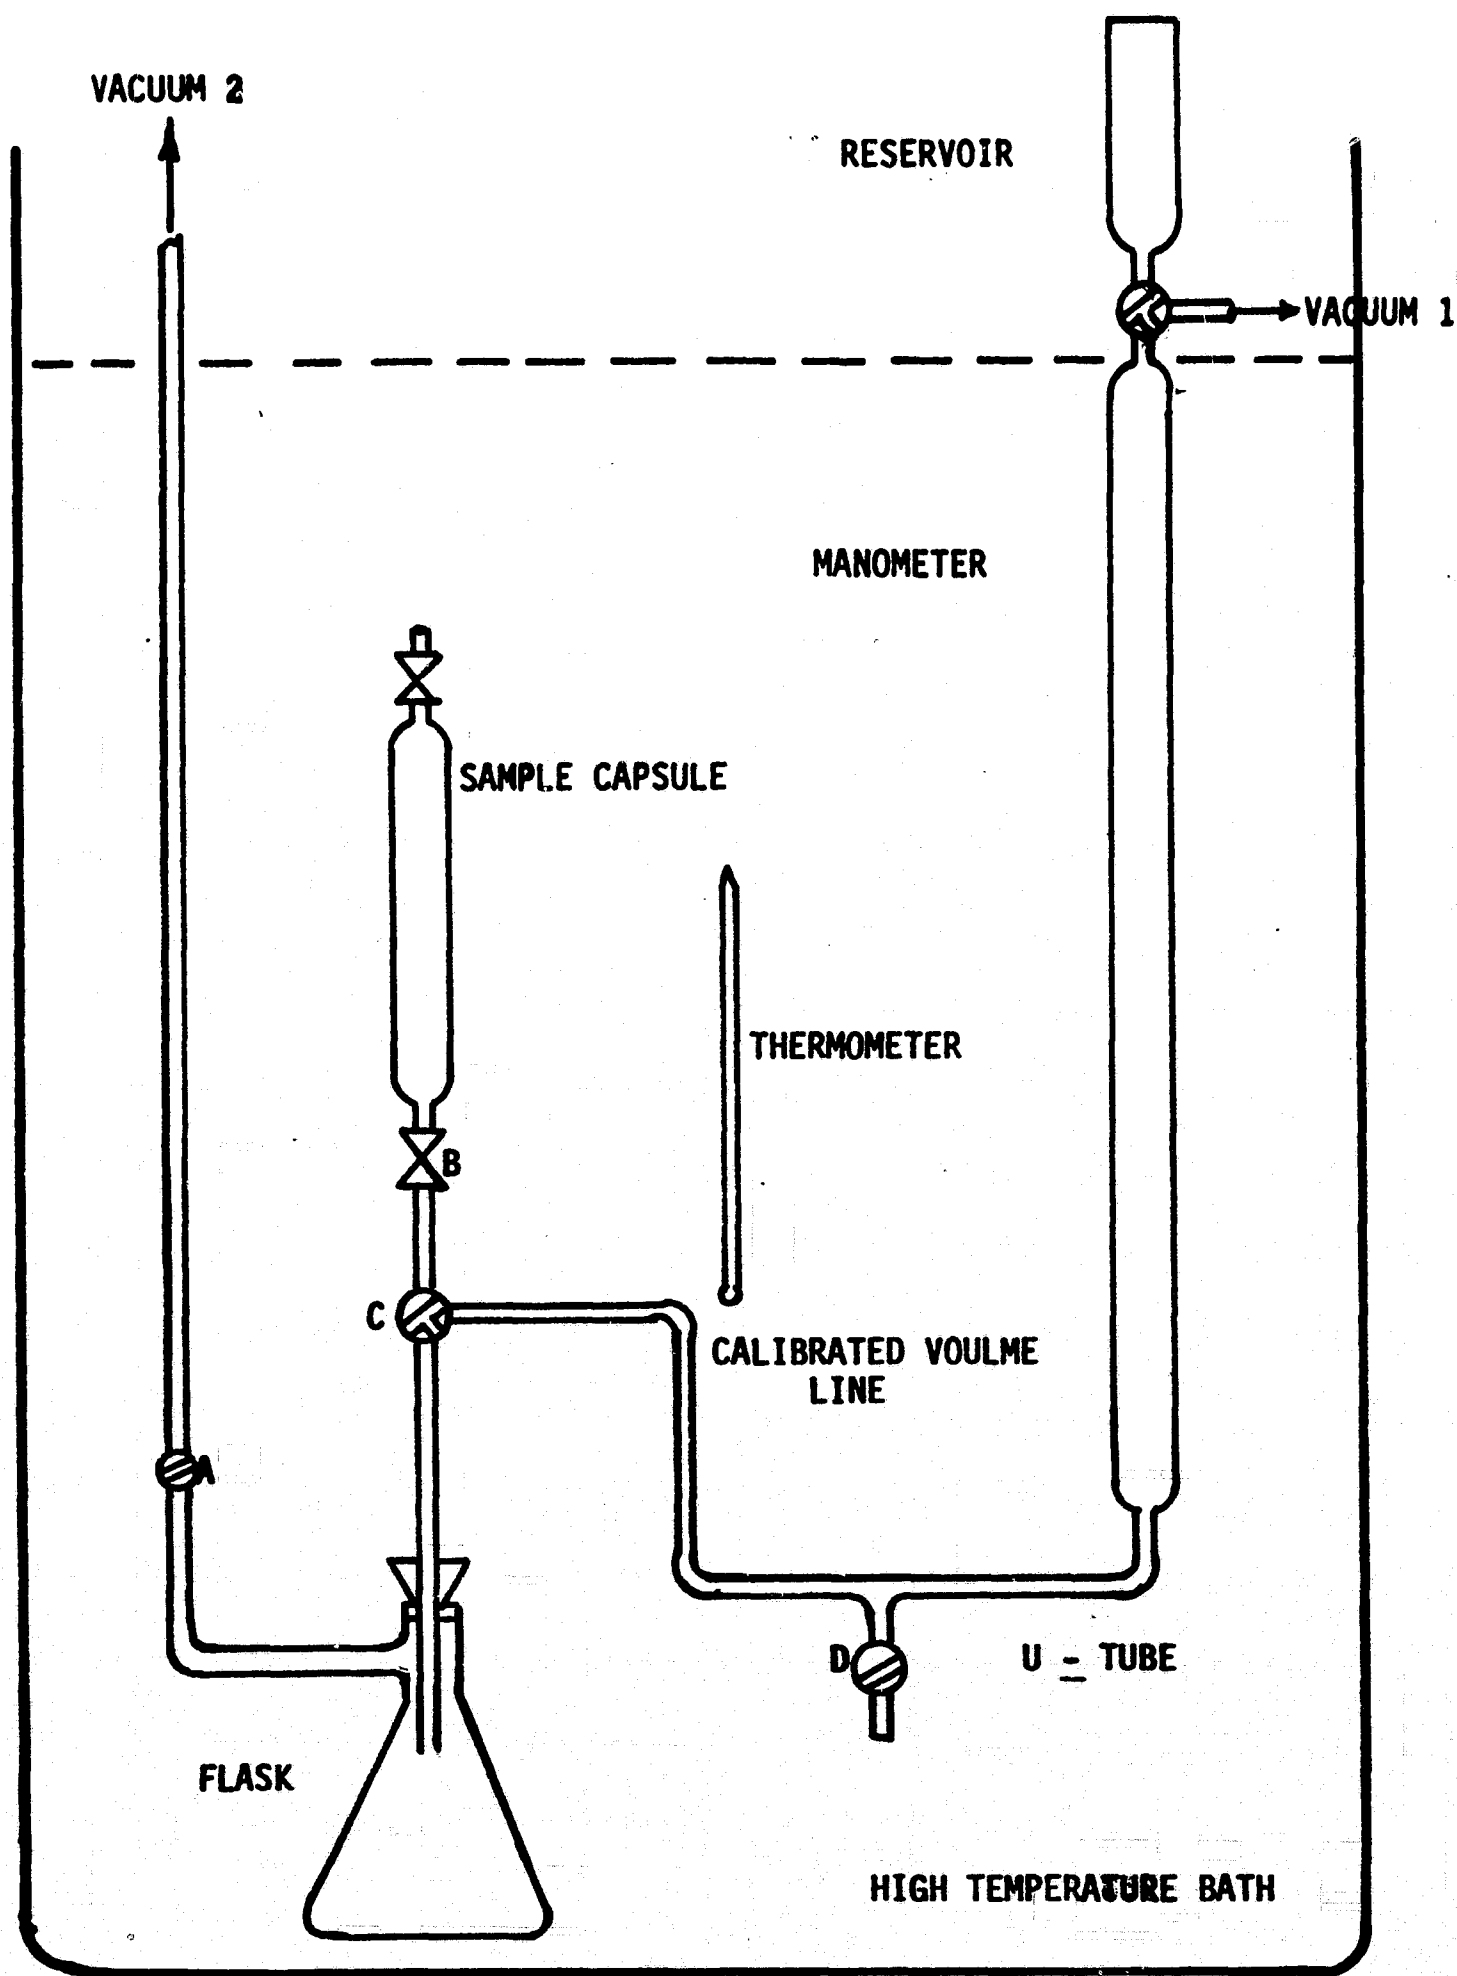 VACUUM 2
RESERVOIR
VACUUM 1
MANOMETER
SAMPLE CAPSULE
THERMOMETER
B
C
CALIBRATED VOULME
LINE
A
D
U - TUBE
FLASK
HIGH TEMPERATURE BATH